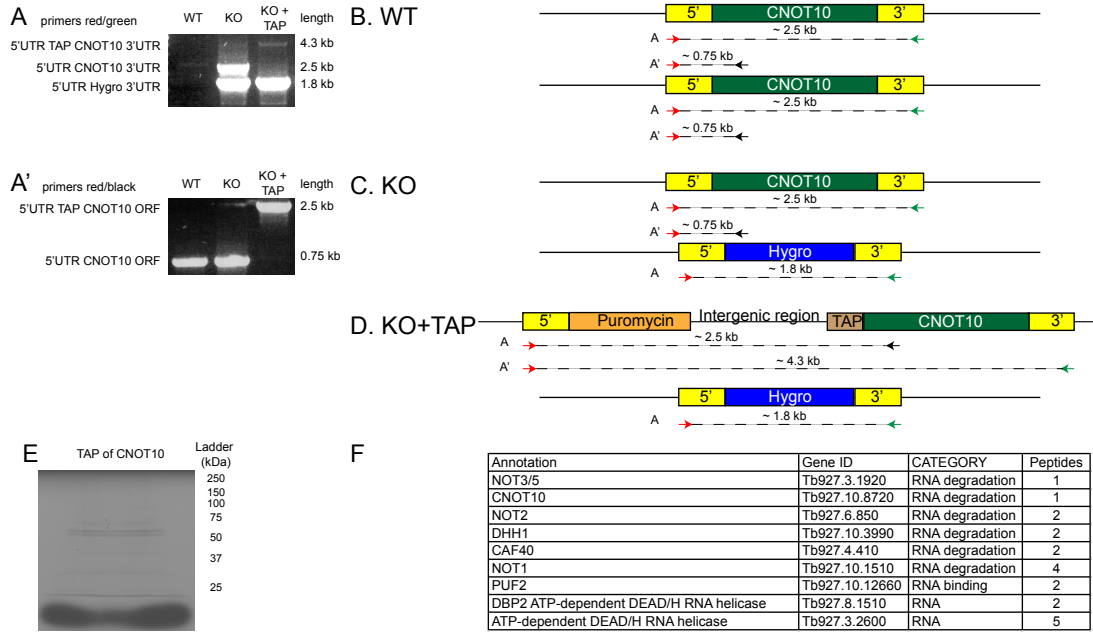 A
primers red/green
WT
KO
KO +
TAP
length
5'UTR TAP CNOT10 3'UTR
4.3 kb
5'UTR CNOT10 3'UTR
2.5 kb
5'UTR Hygro 3'UTR
1.8 kb
A'
primers red/black
WT
KO
KO +
TAP
length
5'UTR TAP CNOT10 ORF
2.5 kb
5'UTR CNOT10 ORF
0.75 kb
B. WT
5' CNOT10 3'
A ~ 2.5 kb
A' ~ 0.75 kb
5' CNOT10 3'
A ~ 2.5 kb
A' ~ 0.75 kb
C. KO
5' CNOT10 3'
A ~ 2.5 kb
A' ~ 0.75 kb
5' Hygro 3'
A ~ 1.8 kb
D. KO+TAP
5' Puromycin Intergenic region TAP CNOT10 3'
A ~ 2.5 kb
A' ~ 4.3 kb
5' Hygro 3'
A ~ 1.8 kb
E
TAP of CNOT10
Ladder
(kDa)
250
150
100
75
50
37
25
F
Annotation Gene ID CATEGORY Peptides
NOT3/5 Tb927.3.1920 RNA degradation 1
CNOT10 Tb927.10.8720 RNA degradation 1
NOT2 Tb927.6.850 RNA degradation 2
DHH1 Tb927.10.3990 RNA degradation 2
CAF40 Tb927.4.410 RNA degradation 2
NOT1 Tb927.10.1510 RNA degradation 4
PUF2 Tb927.10.12660 RNA binding 2
DBP2 ATP-dependent DEAD/H RNA helicase Tb927.8.1510 RNA 2
ATP-dependent DEAD/H RNA helicase Tb927.3.2600 RNA 5